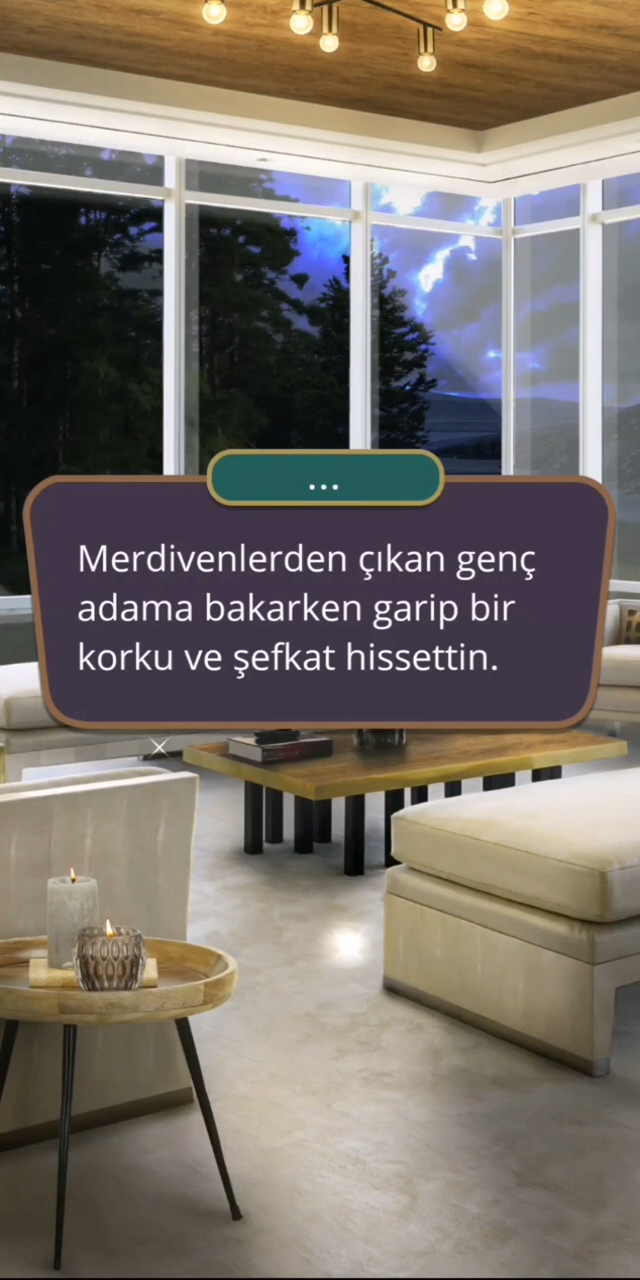 ...
Merdivenlerden çıkan genç
adama bakarken garip bir
korku ve şefkat hissettin.